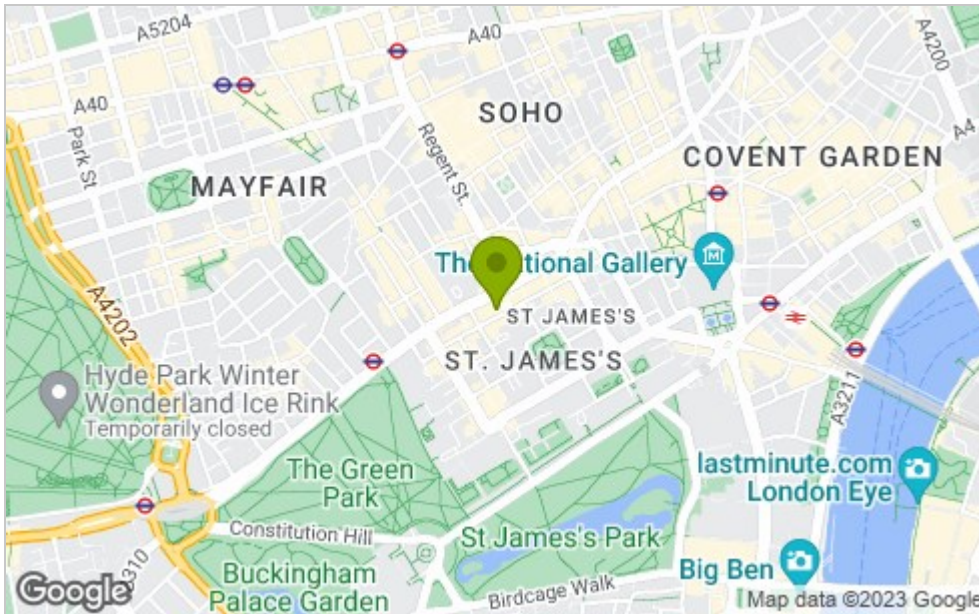 A5204
A40
A4200
A40
SOHO
A4
Park St
Regent St.
COVENT GARDEN
MAYFAIR
The National Gallery
M
A4202
ST JAMES'S
ST. JAMES'S
Hyde Park Winter
Wonderland Ice Rink
Temporarily closed
A3211
The Green
Park
lastminute.com
London Eye
Constitution Hill
St James's Park
Big Ben
Buckingham
Palace Garden
Birdcage Walk
Google
Map data ©2023 Google